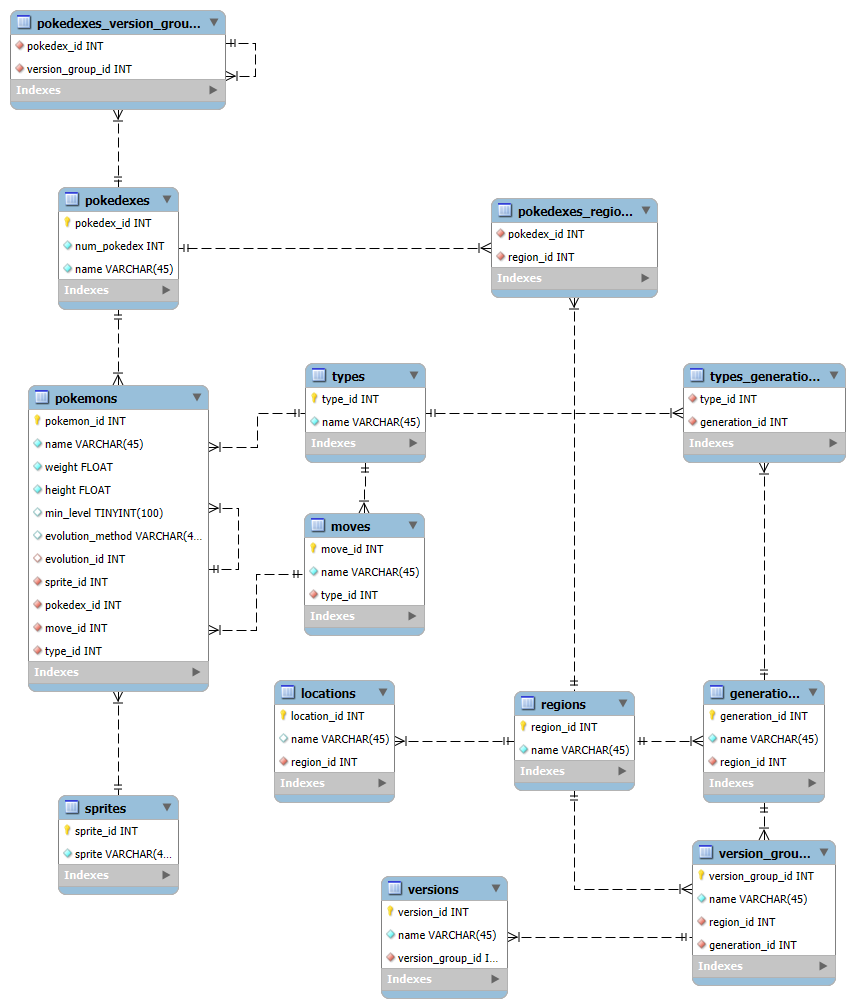 pokedexes_version_grou...
pokedex_id INT
version_group_id INT
Indexes
pokedexes
pokedex_id INT
num_pokedex INT
name VARCHAR(45)
Indexes
pokedexes_regio...
pokedex_id INT
region_id INT
Indexes
pokemons
pokemon_id INT
name VARCHAR(45)
weight FLOAT
height FLOAT
min_level TINYINT(100)
evolution_method VARCHAR(4...
evolution_id INT
sprite_id INT
pokedex_id INT
move_id INT
type_id INT
Indexes
types
type_id INT
name VARCHAR(45)
Indexes
types_generatio...
type_id INT
generation_id INT
Indexes
moves
move_id INT
name VARCHAR(45)
type_id INT
Indexes
locations
location_id INT
name VARCHAR(45)
region_id INT
Indexes
regions
region_id INT
name VARCHAR(45)
Indexes
generatio...
generation_id INT
name VARCHAR(45)
region_id INT
Indexes
sprites
sprite_id INT
sprite VARCHAR(4...
Indexes
versions
version_id INT
name VARCHAR(45)
version_group_id I...
Indexes
version_grou...
version_group_id INT
name VARCHAR(45)
region_id INT
generation_id INT
Indexes